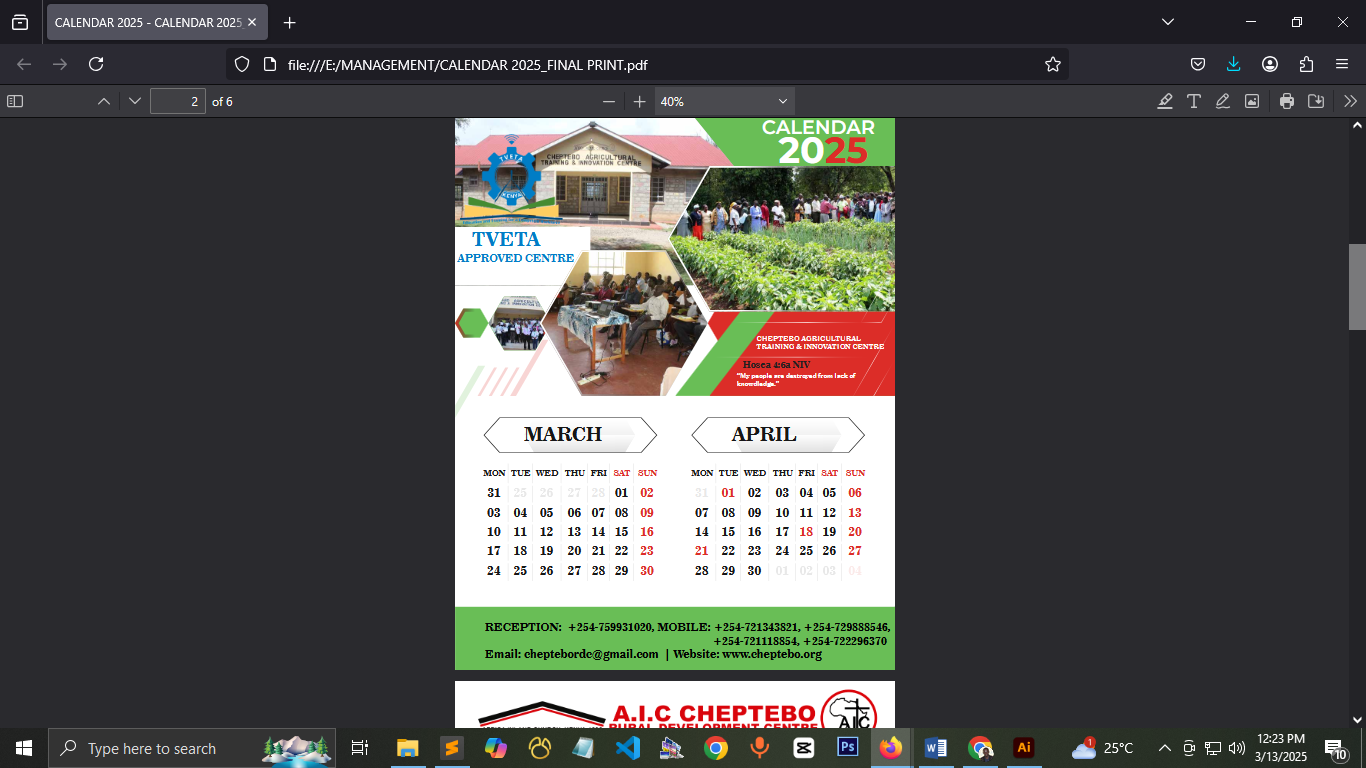 CALENDAR 2025 - CALENDAR 2025
file:///E:/MANAGEMENT/CALENDAR 2025_FINAL PRINT.pdf
2 of 6
40%
CALENDAR
2025
CHEPTEBO AGRICULTURAL
TRAINING & INNOVATION CENTRE
TVETA
KENYA
TVETA
APPROVED CENTRE
CHEPTEBO AGRICULTURAL
TRAINING & INNOVATION CENTRE
Hosea 4:6a NIV
"My people are destroyed from lack of
knowledge."
MARCH
MON TUE WED THU FRI SAT SUN
31 25 26 27 28 01 02
03 04 05 06 07 08 09
10 11 12 13 14 15 16
17 18 19 20 21 22 23
24 25 26 27 28 29 30
APRIL
MON TUE WED THU FRI SAT SUN
31 01 02 03 04 05 06
07 08 09 10 11 12 13
14 15 16 17 18 19 20
21 22 23 24 25 26 27
28 29 30 01 02 03 04
RECEPTION: +254-759931020, MOBILE: +254-721343821, +254-729888546,
+254-721118854, +254-722296370
Email: cheptebordc@gmail.com | Website: www.cheptebo.org
A.I.C CHEPTEBO
RURAL DEVELOPMENT CENTRE
A.I.C
Type here to search
Ps
Ai
1
25°C
12:23 PM
3/13/2025
10